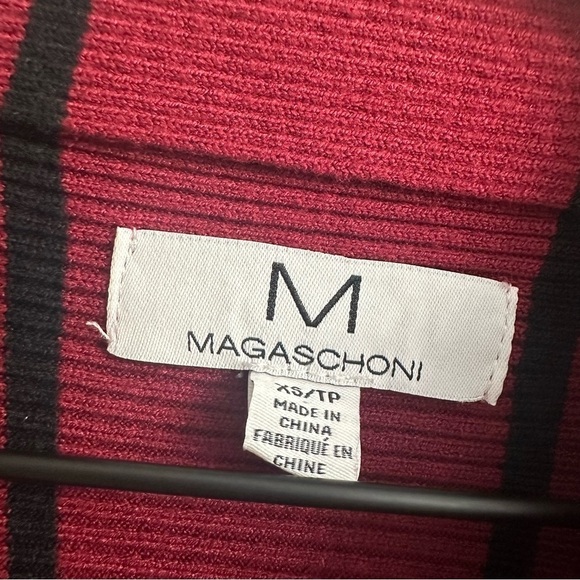 M
MAGASCHONI
XS/TP
MADE IN
CHINA
FABRIQUÉ EN
CHINE